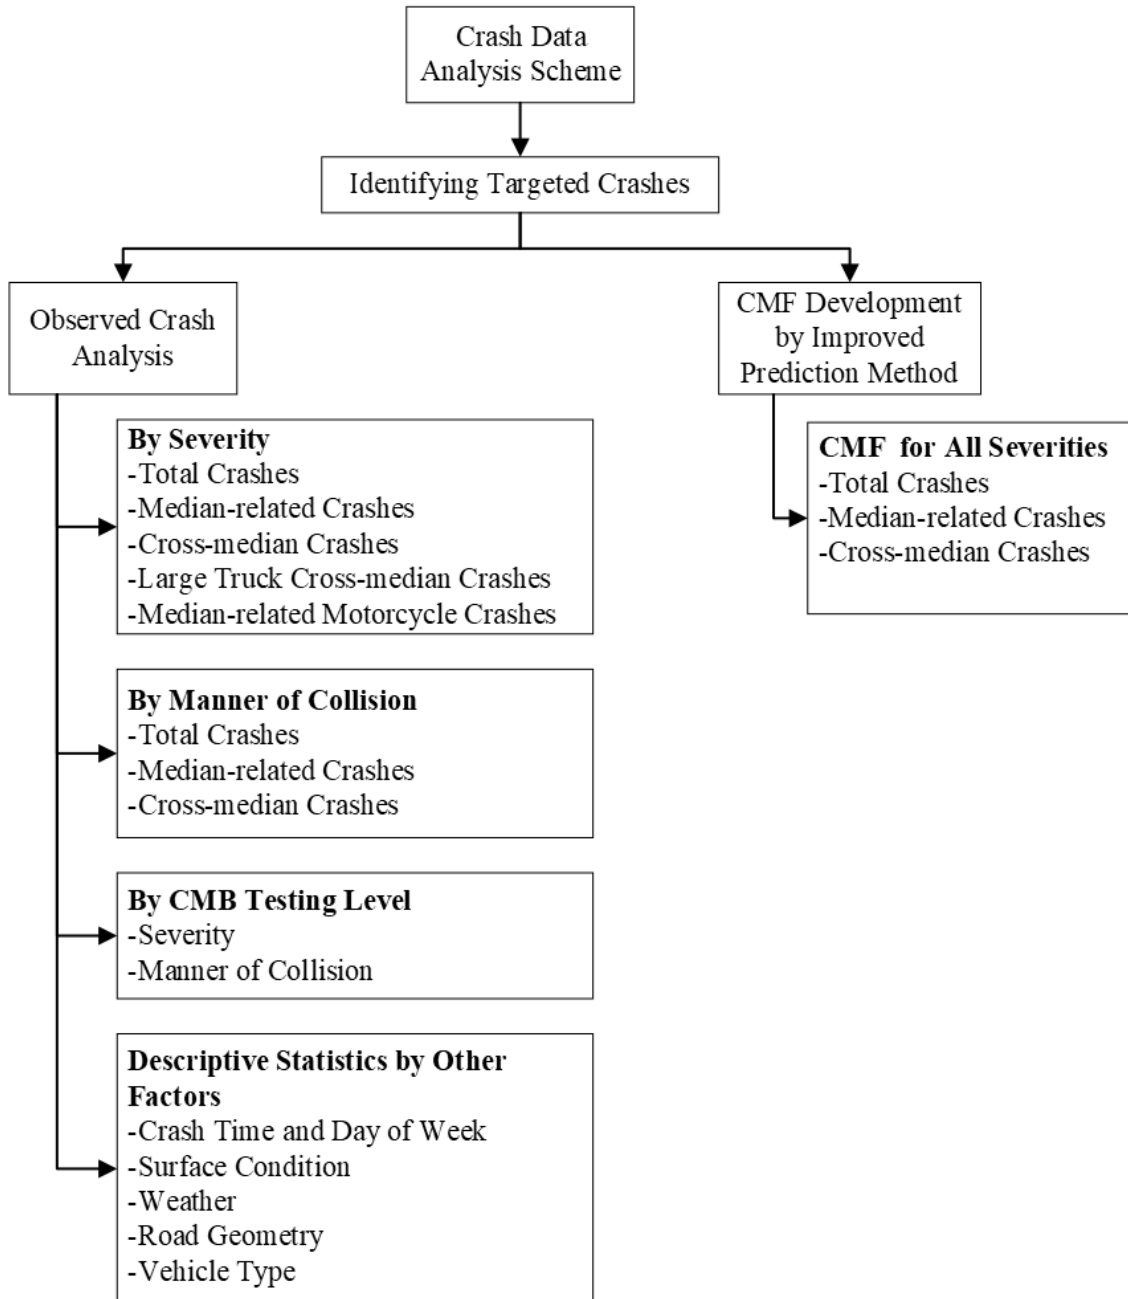 Crash Data
Analysis Scheme
Identifying Targeted Crashes
Observed Crash
Analysis
CMF Development
by Improved
Prediction Method
By Severity
-Total Crashes
-Median-related Crashes
-Cross-median Crashes
-Large Truck Cross-median Crashes
-Median-related Motorcycle Crashes
CMF for All Severities
-Total Crashes
-Median-related Crashes
-Cross-median Crashes
By Manner of Collision
-Total Crashes
-Median-related Crashes
-Cross-median Crashes
By CMB Testing Level
-Severity
-Manner of Collision
Descriptive Statistics by Other
Factors
-Crash Time and Day of Week
-Surface Condition
-Weather
-Road Geometry
-Vehicle Type